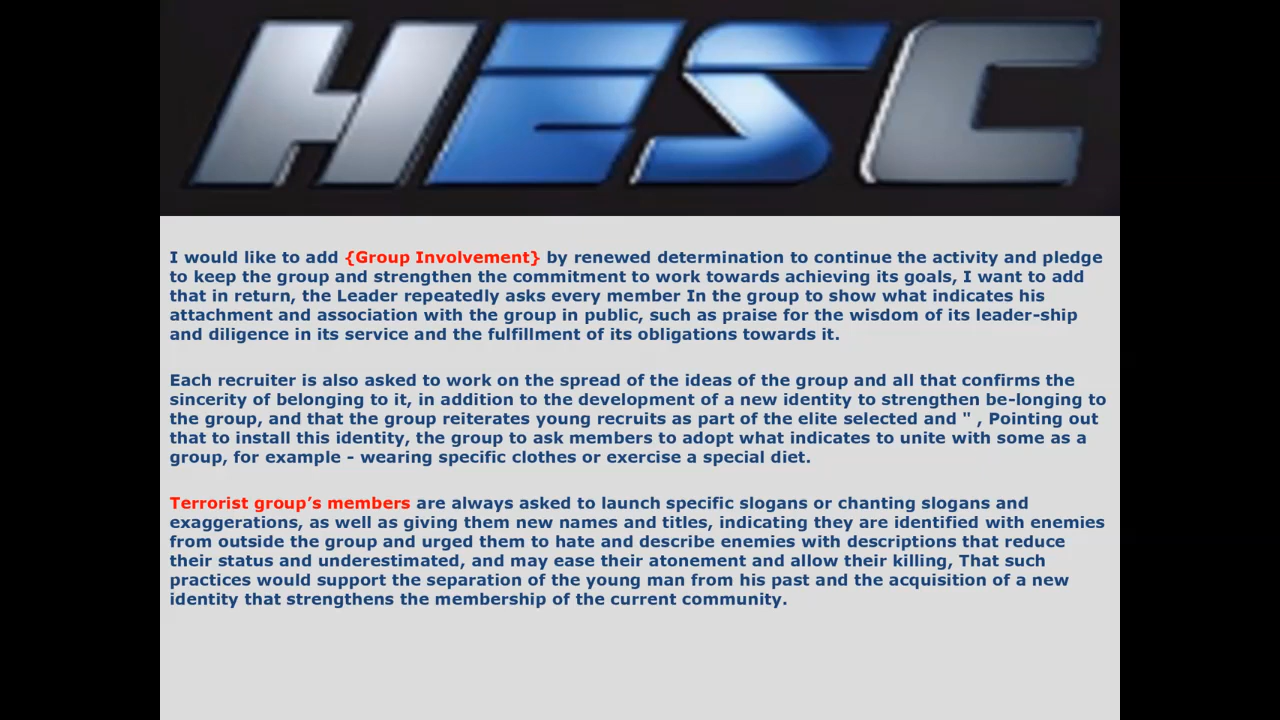 HESC
I would like to add {Group Involvement} by renewed determination to continue the activity and pledge
to keep the group and strengthen the commitment to work towards achieving its goals, I want to add
that in return, the Leader repeatedly asks every member In the group to show what indicates his
attachment and association with the group in public, such as praise for the wisdom of its leader-ship
and diligence in its service and the fulfillment of its obligations towards it.
Each recruiter is also asked to work on the spread of the ideas of the group and all that confirms the
sincerity of belonging to it, in addition to the development of a new identity to strengthen be-longing to
the group, and that the group reiterates young recruits as part of the elite selected and " , Pointing out
that to install this identity, the group to ask members to adopt what indicates to unite with some as a
group, for example - wearing specific clothes or exercise a special diet.
Terrorist group’s members are always asked to launch specific slogans or chanting slogans and
exaggerations, as well as giving them new names and titles, indicating they are identified with enemies
from outside the group and urged them to hate and describe enemies with descriptions that reduce
their status and underestimated, and may ease their atonement and allow their killing, That such
practices would support the separation of the young man from his past and the acquisition of a new
identity that strengthens the membership of the current community.